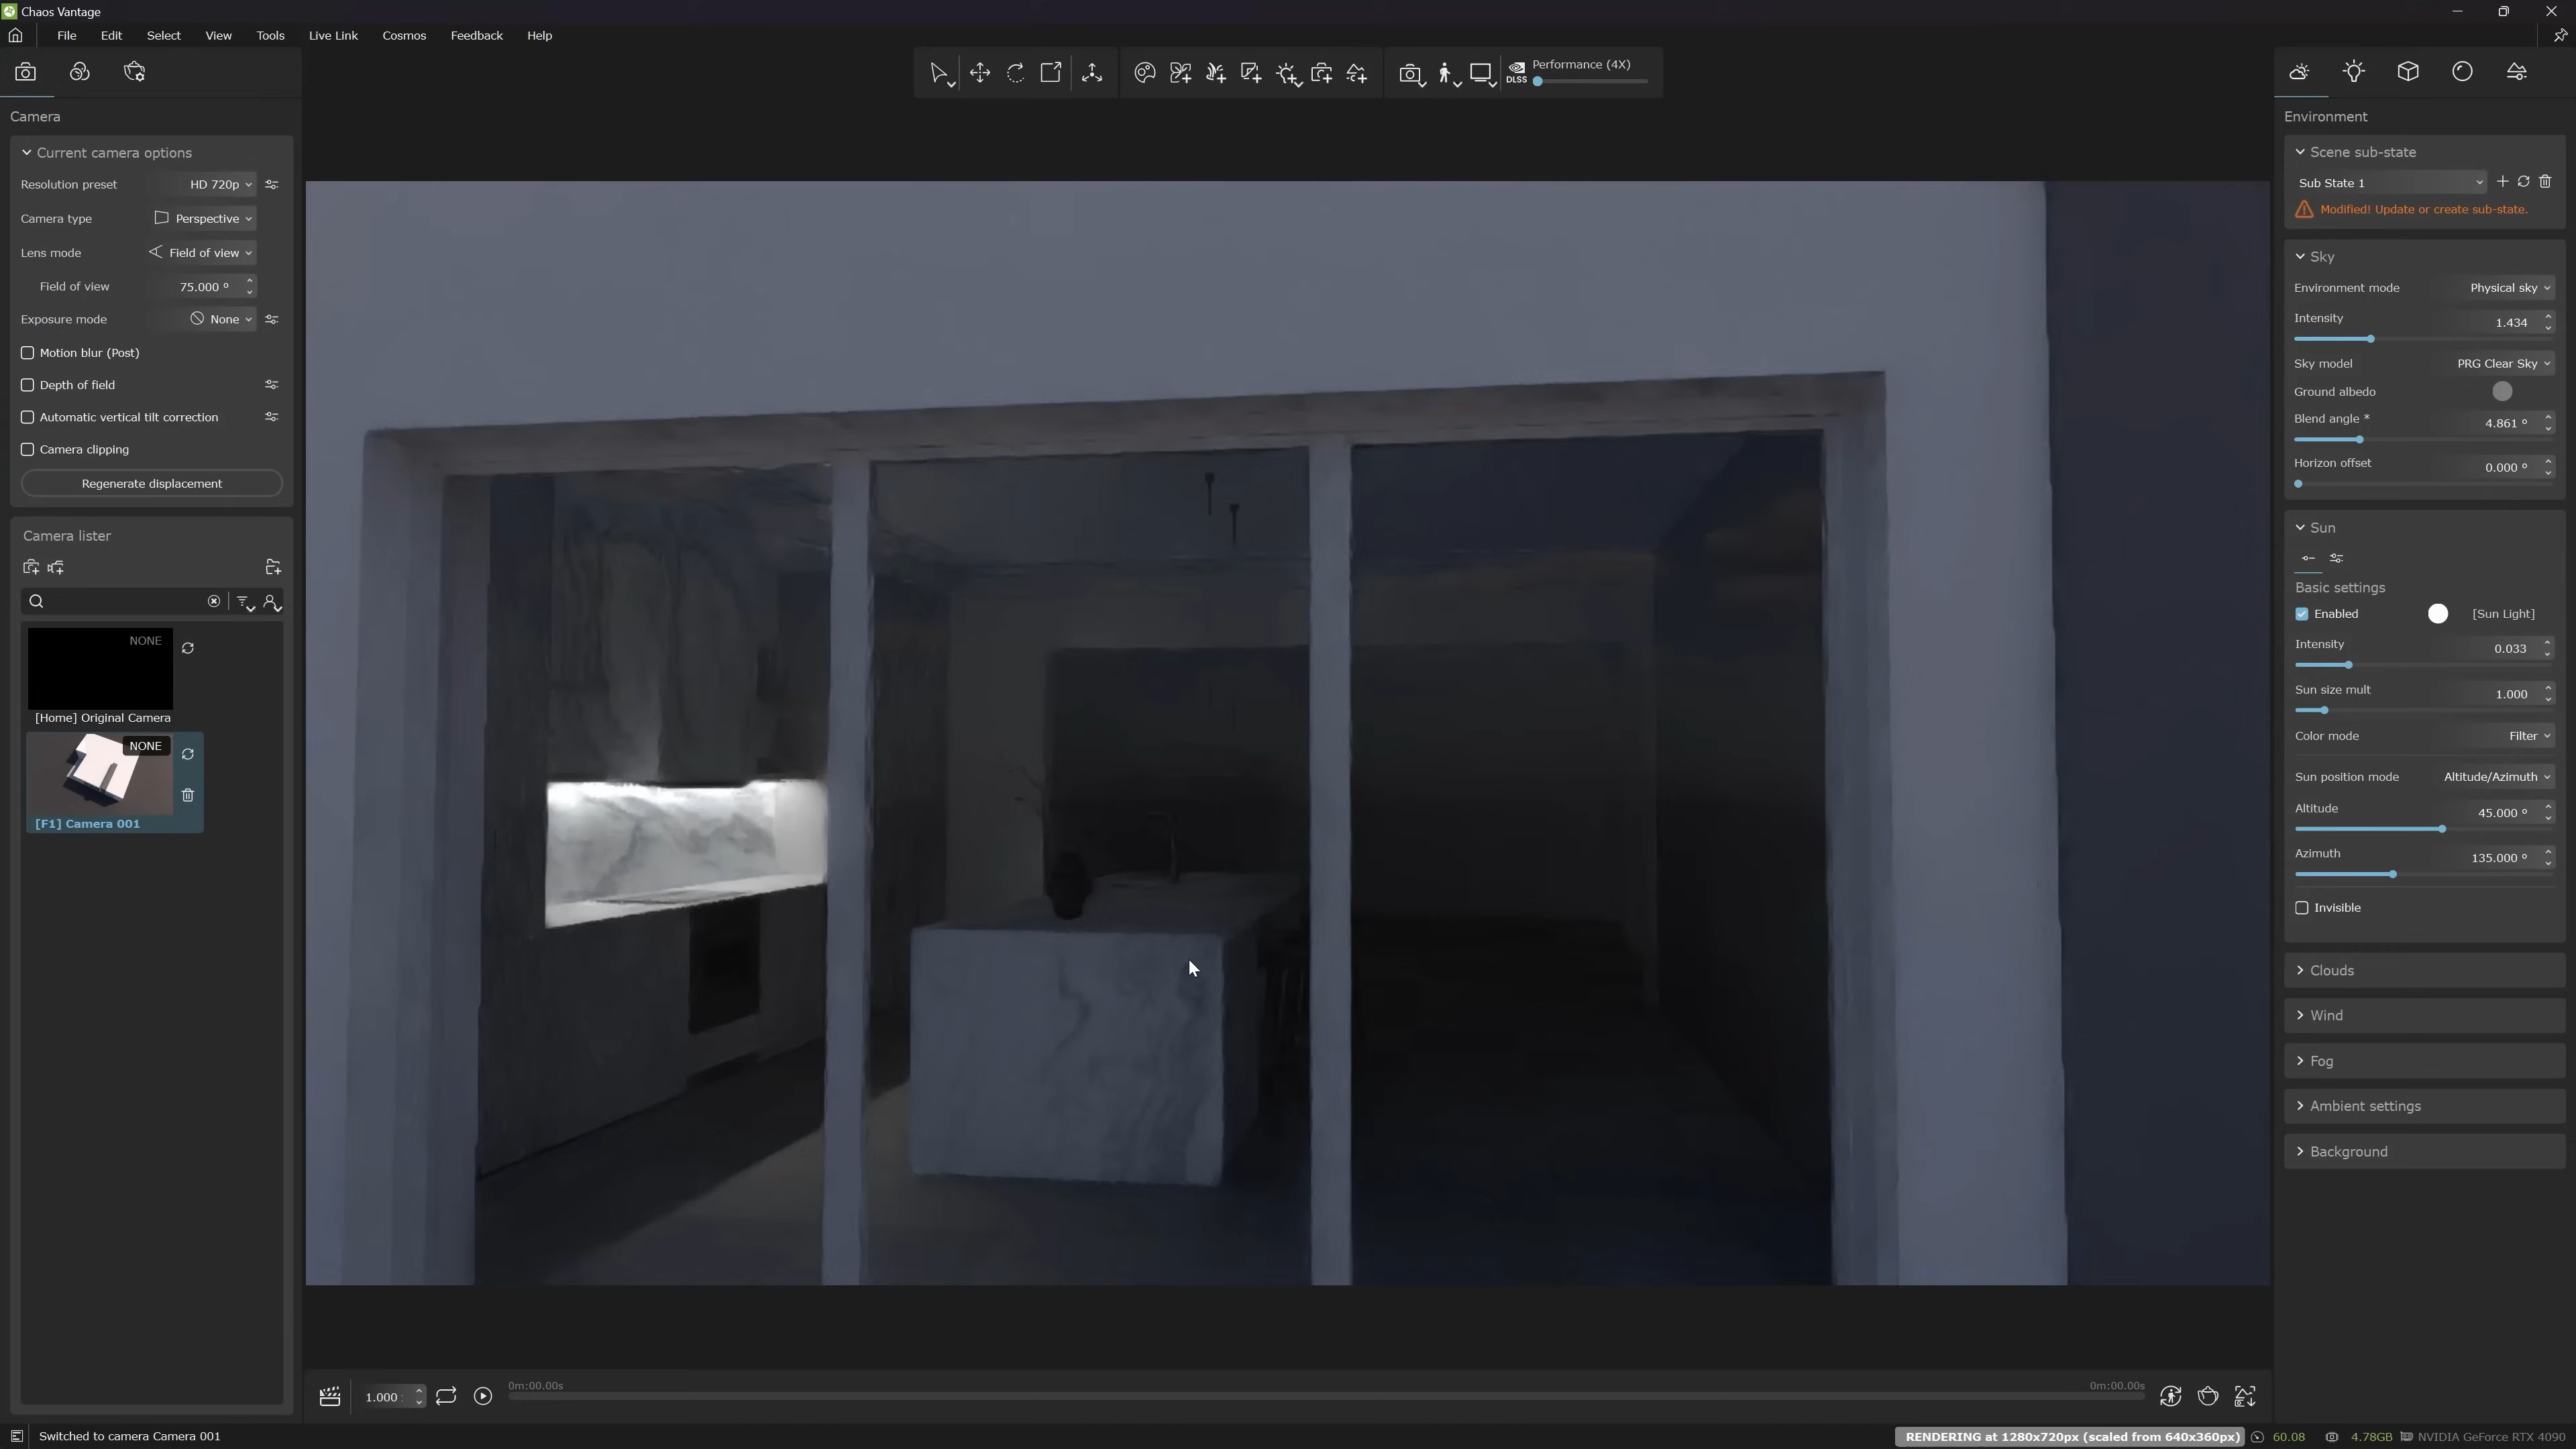 Chaos Vantage
File Edit Select View Tools Live Link Cosmos Feedback Help
DLSS
Performance (4X)
Camera
Current camera options
Resolution preset HD 720p
Camera type Perspective
Lens mode Field of view
Field of view 75.000 °
Exposure mode None
Motion blur (Post)
Depth of field
Automatic vertical tilt correction
Camera clipping
Regenerate displacement
Camera lister
NONE
[Home] Original Camera
NONE
[F1] Camera 001
Environment
Scene sub-state
Sub State 1
Modified! Update or create sub-state.
Sky
Environment mode Physical sky
Intensity 1.434
Sky model PRG Clear Sky
Ground albedo
Blend angle * 4.861 °
Horizon offset 0.000 °
Sun
Basic settings
Enabled [Sun Light]
Intensity 0.033
Sun size mult 1.000
Color mode Filter
Sun position mode Altitude/Azimuth
Altitude 45.000 °
Azimuth 135.000 °
Invisible
Clouds
Wind
Fog
Ambient settings
Background
1.000
0m:00.00s
0m:00.00s
Switched to camera Camera 001
RENDERING at 1280x720px (scaled from 640x360px) 60.08 4.78GB NVIDIA GeForce RTX 4090